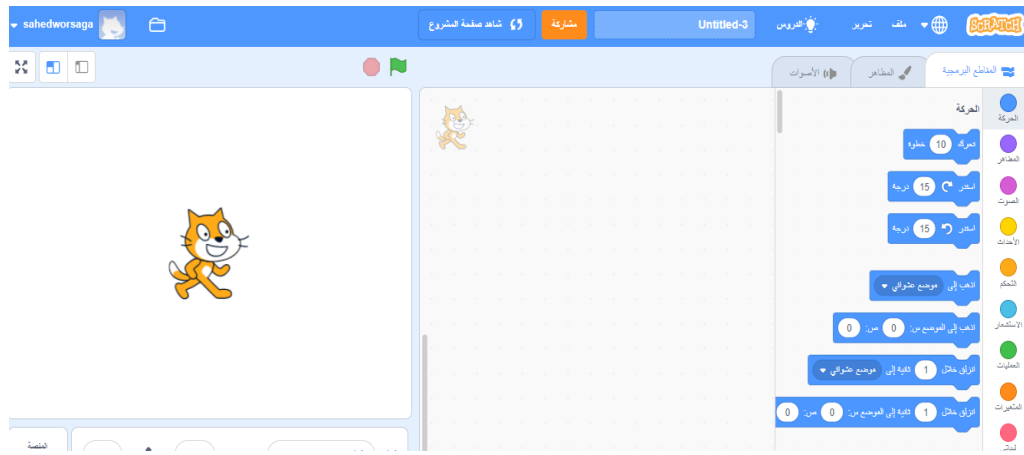 SCRATCH
ملف
تحرير
الدروس
Untitled-3
مشاركة
شاهد صفحة المشروع
sahedworsaga
المقاطع البرمجية
المظاهر
الأصوات
الحركة
المظاهر
الصوت
الأحداث
التحكم
الاستشعار
العمليات
المتغيرات
الحركة
تحرك 10 خطوة
استدر 15 درجة
استدر 15 درجة
اذهب إلى موضع عشوائي
اذهب إلى الموضع س: 0 ص: 0
انزلق خلال 1 ثانية إلى موضع عشوائي
انزلق خلال 1 ثانية إلى الموضع س: 0 ص: 0
المنصة